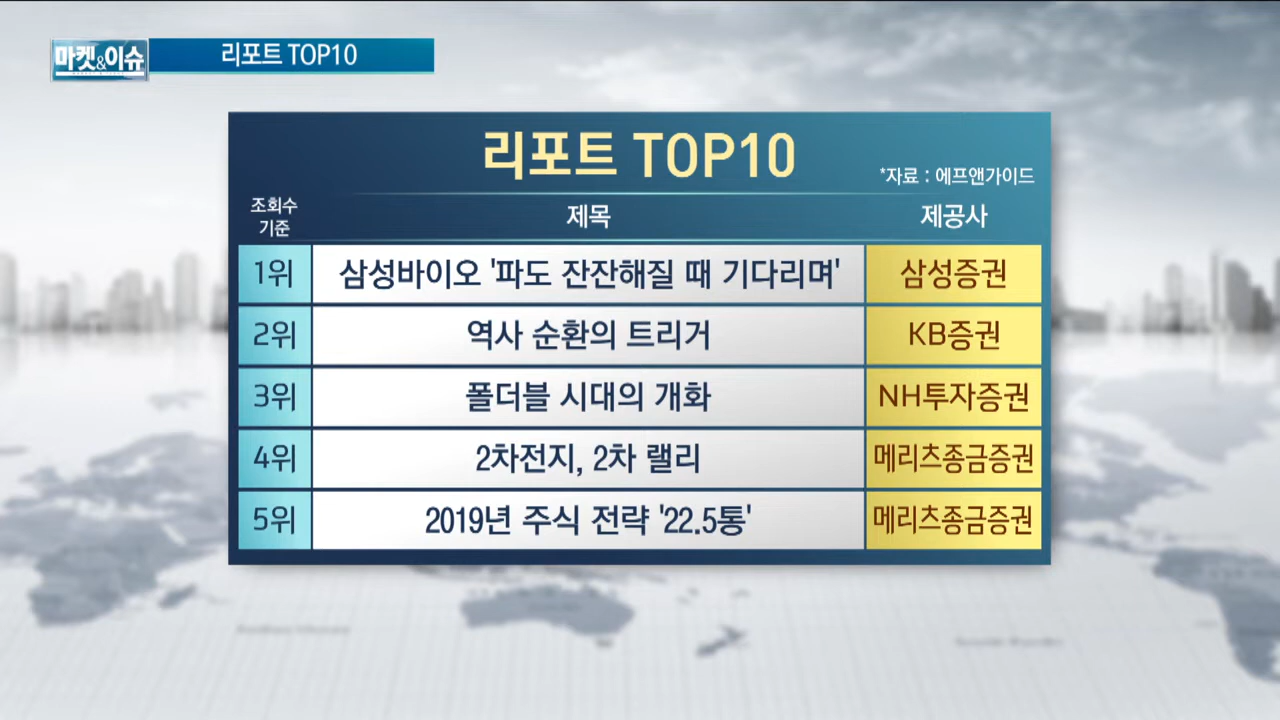 마켓&이슈
리포트 TOP10
리포트 TOP10
*자료 : 에프앤가이드
조회수
기준
제목
제공사
1위 삼성바이오 '파도 잔잔해질 때 기다리며' 삼성증권
2위 역사 순환의 트리거 KB증권
3위 폴더블 시대의 개화 NH투자증권
4위 2차전지, 2차 랠리 메리츠종금증권
5위 2019년 주식 전략 '22.5통' 메리츠종금증권